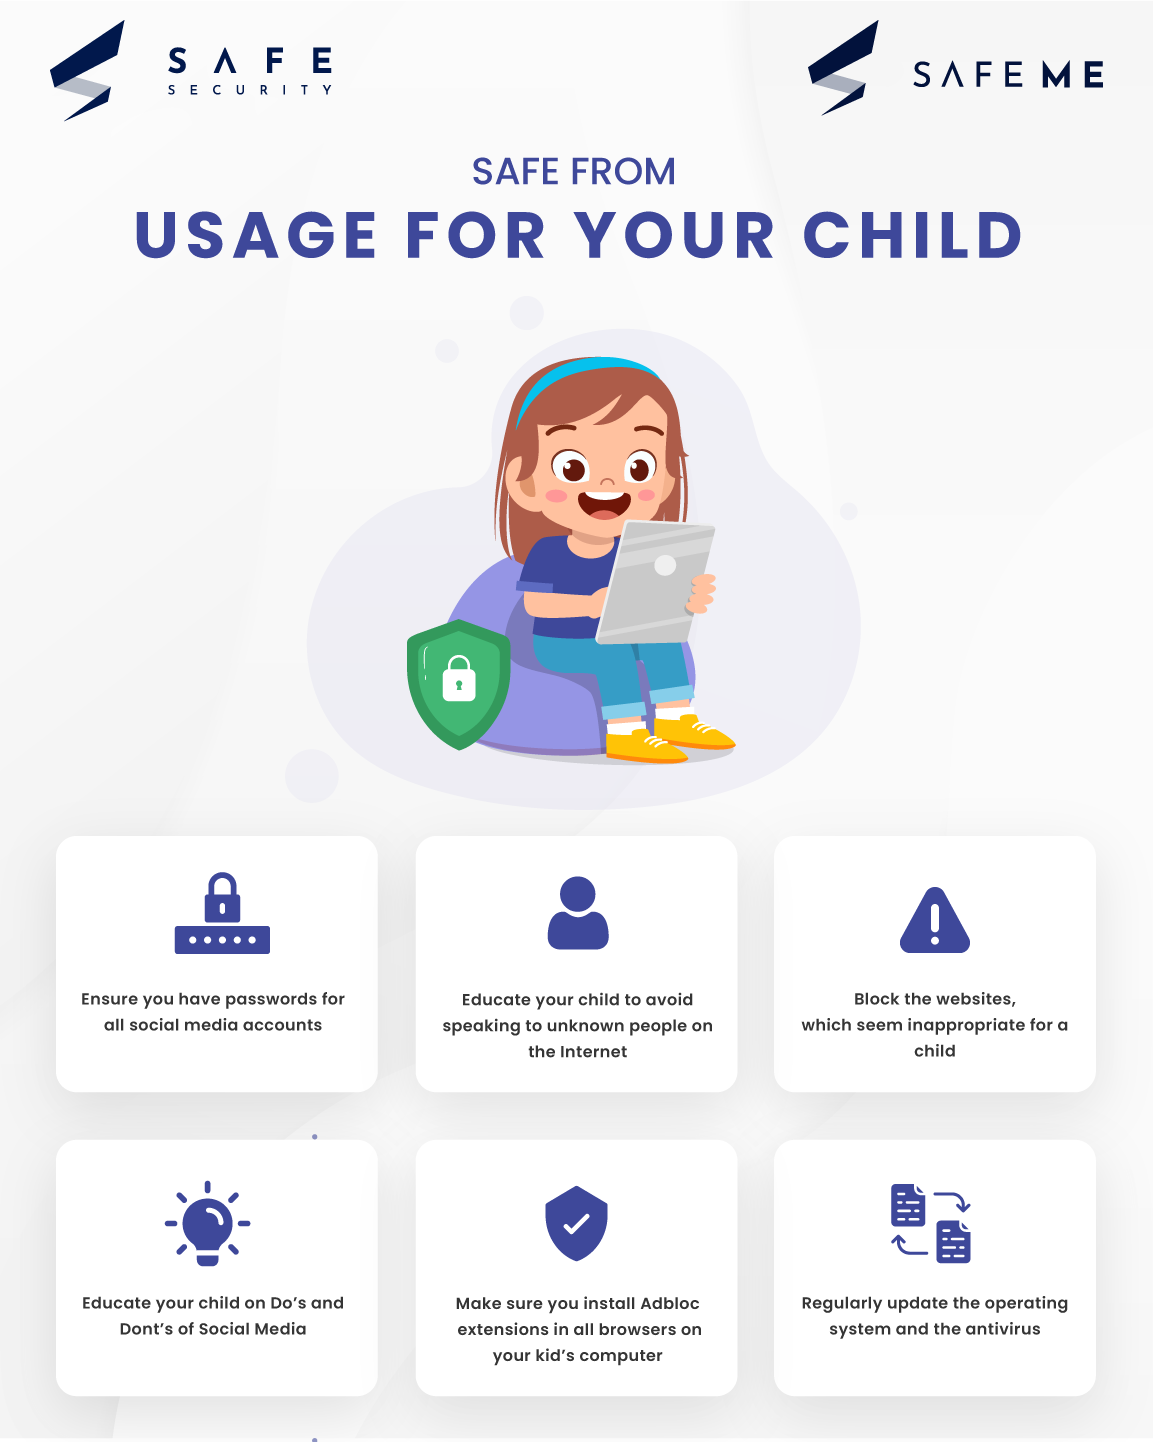 SAFE
SECURITY
SAFE ME
SAFE FROM
USAGE FOR YOUR CHILD
Ensure you have passwords for
all social media accounts
Educate your child to avoid
speaking to unknown people on
the Internet
Block the websites,
which seem inappropriate for a
child
Educate your child on Do’s and
Dont’s of Social Media
Make sure you install Adbloc
extensions in all browsers on
your kid’s computer
Regularly update the operating
system and the antivirus